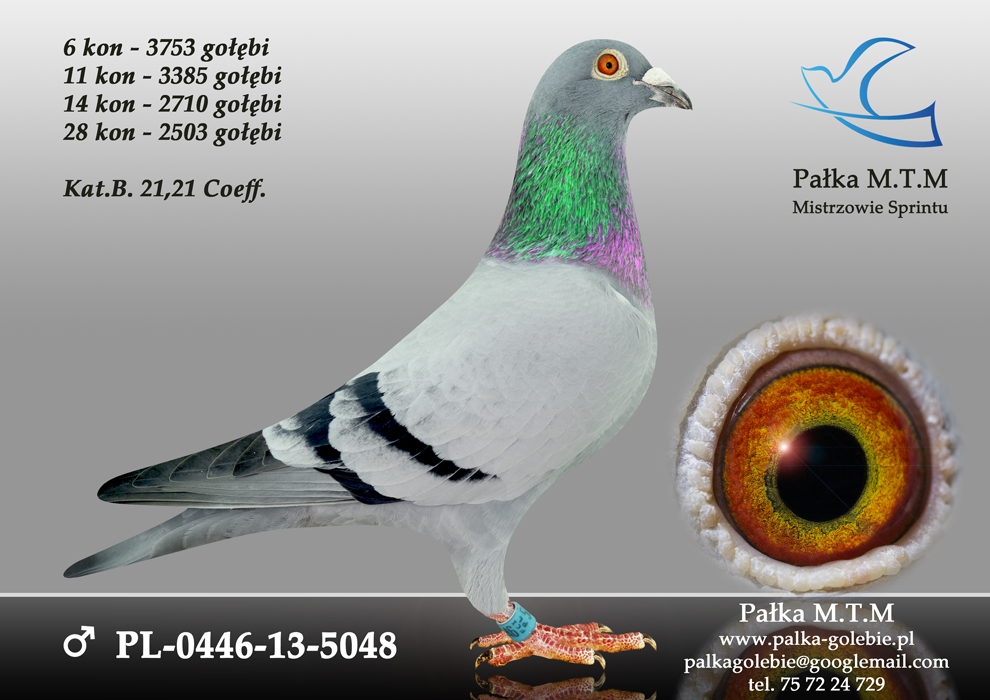 6 kon - 3753 gołębi
11 kon - 3385 gołębi
14 kon - 2710 gołębi
28 kon - 2503 gołębi
Kat.B. 21,21 Coeff.
Pałka M.T.M
Mistrzowie Sprintu
♂ PL-0446-13-5048
Pałka M.T.M
www.palka-golebie.pl
palkagolebie@googlemail.com
tel. 75 72 24 729